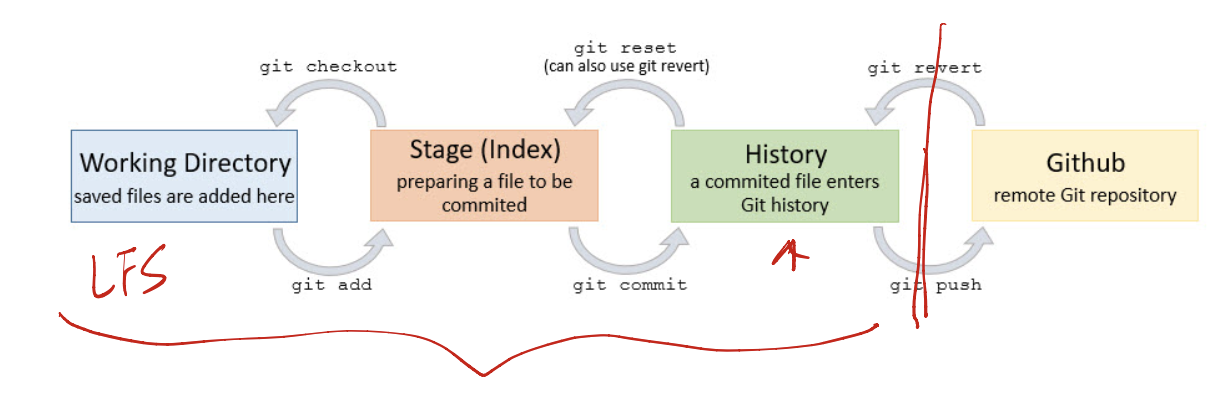 git reset
(can also use git revert)
git checkout
git revert
Working Directory
saved files are added here
Stage (Index)
preparing a file to be
commited
History
a commited file enters
Git history
Github
remote Git repository
LFS
git add
git commit
git push